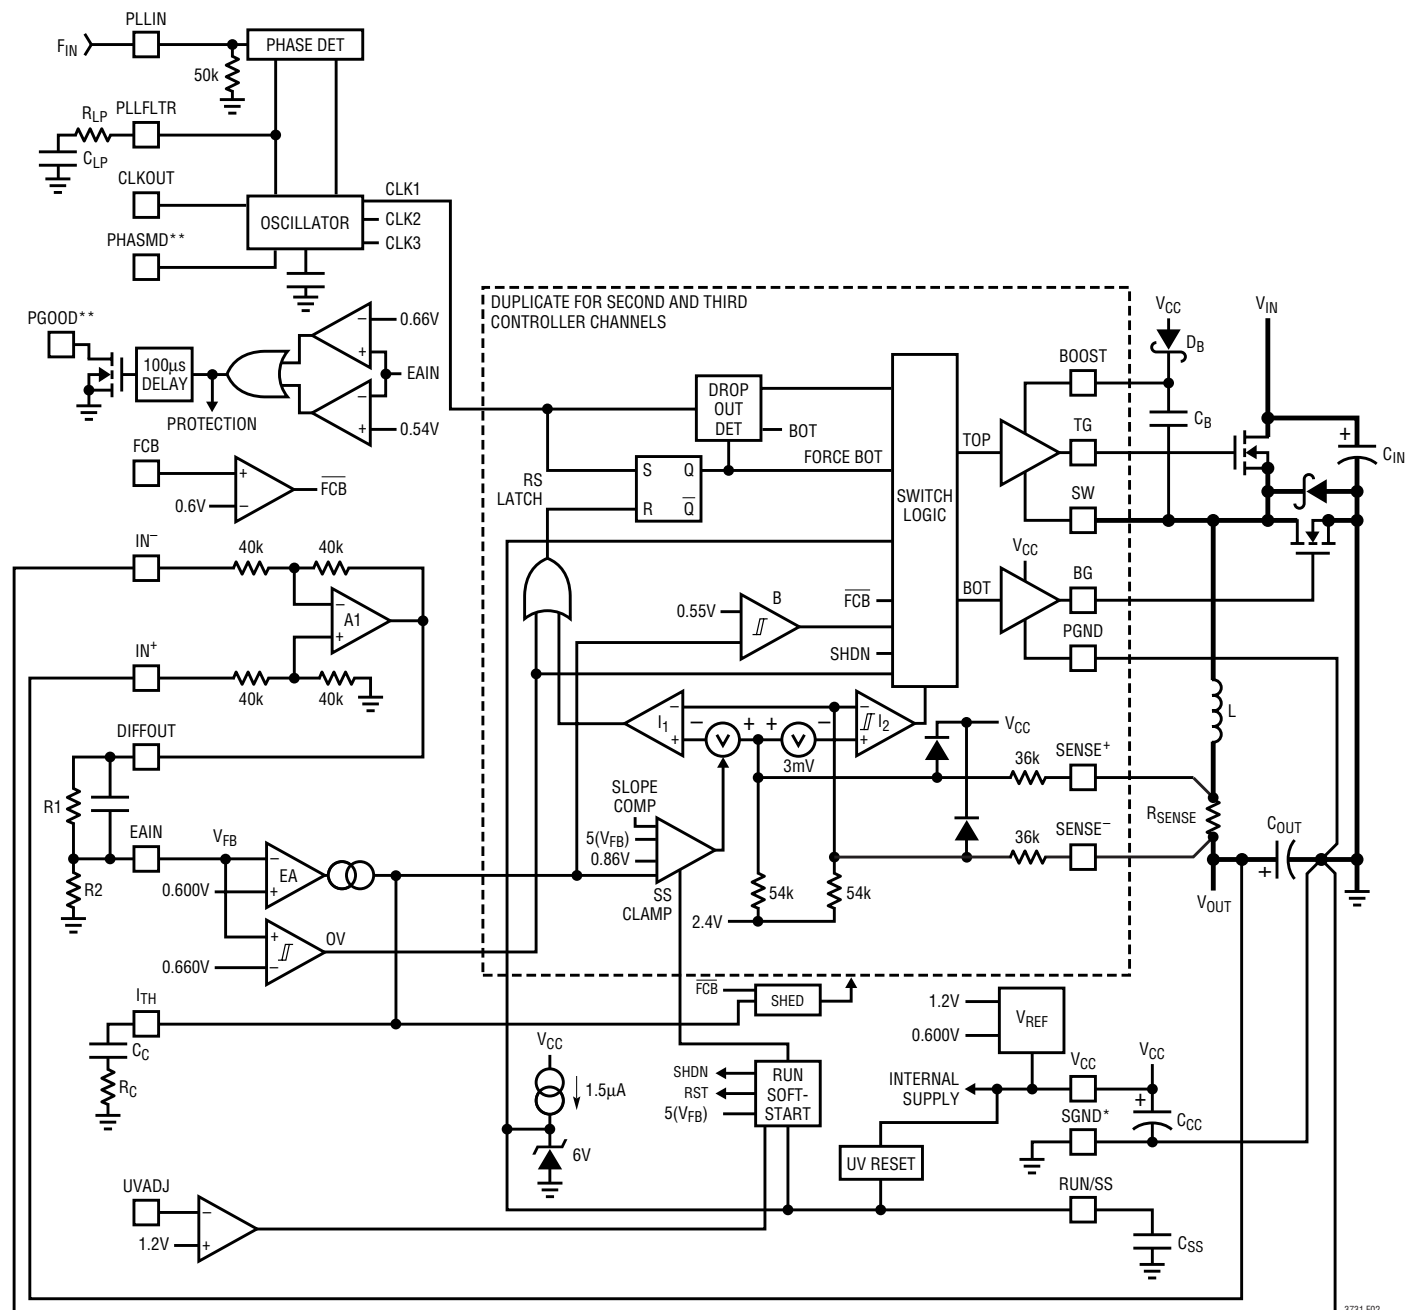 PLLIN
FIN
PHASE DET
50k
RLP
PLLFLTR
CLP
CLKOUT
CLK1
OSCILLATOR
CLK2
CLK3
PHASMD**
PGOOD**
100µs
DELAY
PROTECTION
−
0.66V
+
EAIN
−
+
0.54V
FCB
+
0.6V
−
FCB
IN−
40k
40k
−
A1
+
IN+
40k
40k
DIFFOUT
R1
EAIN
VFB
−
EA
0.600V
+
R2
+
OV
0.660V
−
ITH
CC
RC
UVADJ
−
1.2V
+
DUPLICATE FOR SECOND AND THIRD
CONTROLLER CHANNELS
DROP
OUT
DET
BOT
FORCE BOT
RS
LATCH
S
Q
R
Q
SWITCH
LOGIC
TOP
BOT
0.55V
B
FCB
SHDN
−
I1
+
−
V
+
+
V
−
3mV
−
I2
+
VCC
SLOPE
COMP
5(VFB)
0.86V
SS
CLAMP
54k
54k
2.4V
36k
SENSE+
36k
SENSE−
VCC
DB
VIN
BOOST
CB
TG
+
CIN
SW
VCC
BG
PGND
L
RSENSE
COUT
+
VOUT
FCB
SHED
VCC
1.5µA
6V
SHDN
RST
5(VFB)
RUN
SOFT-
START
1.2V
VREF
0.600V
INTERNAL
SUPPLY
VCC
VCC
+
CCC
SGND*
UV RESET
RUN/SS
CSS
3731 F02